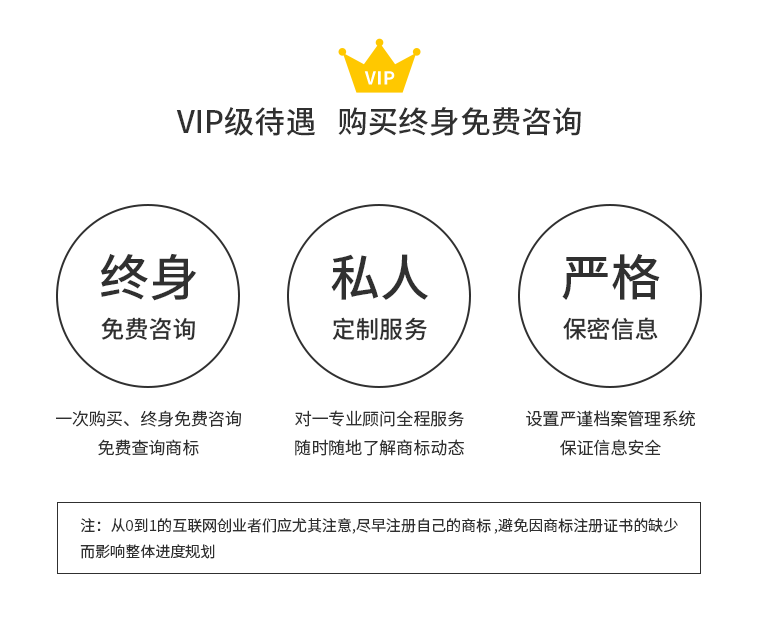 VIP
VIP级待遇 购买终身免费咨询
终身
免费咨询
私人
定制服务
严格
保密信息
一次购买、终身免费咨询
免费查询商标
对一专业顾问全程服务
随时随地了解商标动态
设置严谨档案管理系统
保证信息安全
注：从0到1的互联网创业者们应尤其注意,尽早注册自己的商标,避免因商标注册证书的缺少
而影响整体进度规划